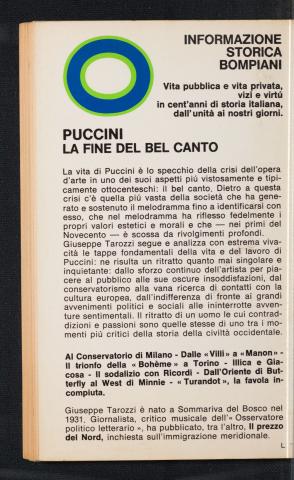 INFORMAZIONE
STORICA
BOMPIANI
Vita pubblica e vita privata,
vizi e virtú
in cent'anni di storia italiana,
dall'unità ai nostri giorni.
PUCCINI
LA FINE DEL BEL CANTO
La vita di Puccini è lo specchio della crisi dell'opera
d'arte in uno dei suoi aspetti piú vistosamente e tipi-
camente ottocenteschi: il bel canto. Dietro a questa
crisi c'è quella piú vasta della società che ha gene-
rato e sostenuto il melodramma fino a identificarsi con
esso, che nel melodramma ha riflesso fedelmente i
propri valori estetici e morali e che — nei primi del
Novecento — è scossa da rivolgimenti profondi.
Giuseppe Tarozzi segue e analizza con estrema viva-
cità le tappe fondamentali della vita e del lavoro di
Puccini: ne risulta un ritratto quanto mai singolare e
inquietante: dallo sforzo continuo dell'artista per pia-
cere al pubblico alle sue oscure insoddisfazioni, dal
conservatorismo alla vana ricerca di contatti con la
cultura europea, dall'indifferenza di fronte ai grandi
avvenimenti politici e sociali alle ininterrotte avven-
ture sentimentali. Il ritratto di un uomo le cui contrad-
dizioni e passioni sono quelle stesse di uno tra i mo-
menti piú critici della storia della civiltà occidentale.
Al Conservatorio di Milano - Dalle «Villi» a «Manon» -
Il trionfo della «Bohème» a Torino - Illica e Gia-
cosa - Il sodalizio con Ricordi - Dall'Oriente di But-
terfly al West di Minnie - «Turandot», la favola in-
compiuta.
Giuseppe Tarozzi è nato a Sommariva del Bosco nel
1931. Giornalista, critico musicale dell'«Osservatore
politico letterario», ha pubblicato, tra l'altro, Il prezzo
del Nord, inchiesta sull'immigrazione meridionale.
L